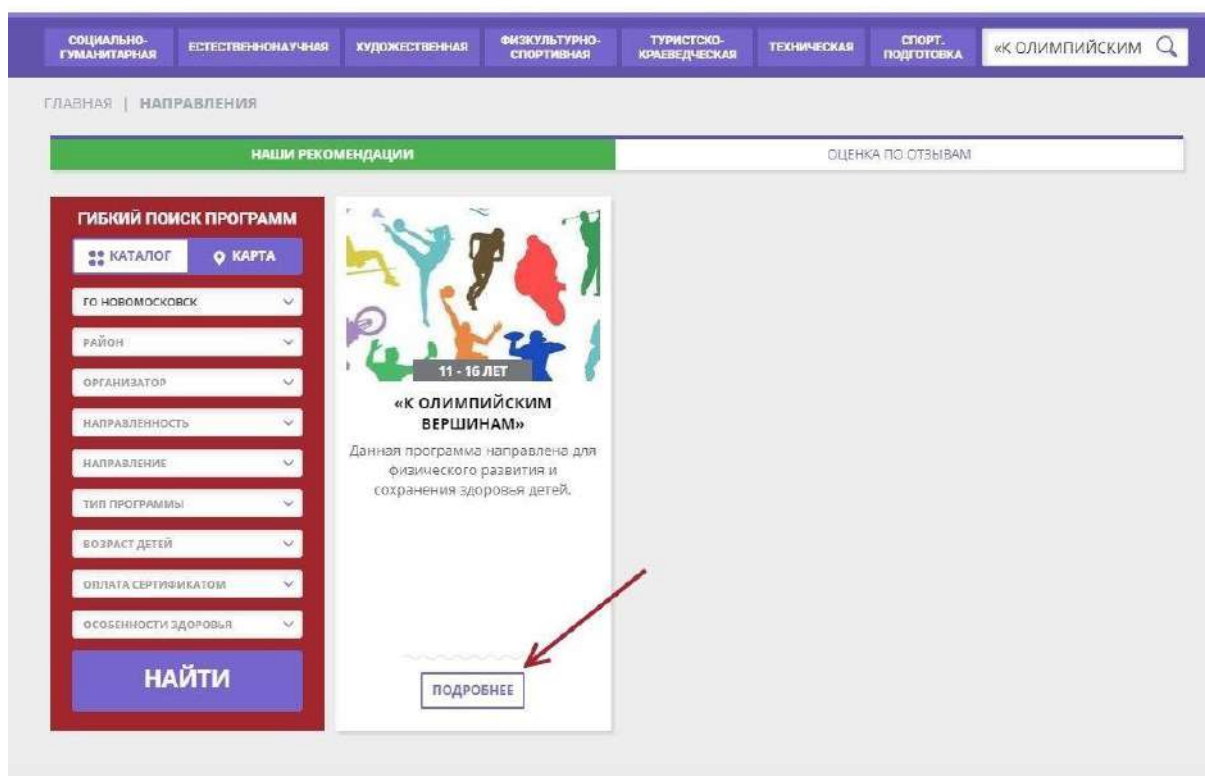 СОЦИАЛЬНО-
ГУМАНИТАРНАЯ
ЕСТЕСТВЕННОНАУЧНАЯ
ХУДОЖЕСТВЕННАЯ
ФИЗКУЛЬТУРНО-
СПОРТИВНАЯ
ТУРИСТСКО-
КРАЕВЕДЧЕСКАЯ
ТЕХНИЧЕСКАЯ
СПОРТ.
ПОДГОТОВКА
«К ОЛИМПИЙСКИМ
ГЛАВНАЯ | НАПРАВЛЕНИЯ
НАШИ РЕКОМЕНДАЦИИ
ОЦЕНКА ПО ОТЗЫВАМ
ГИБКИЙ ПОИСК ПРОГРАММ
КАТАЛОГ
КАРТА
ГО НОВОМОСКОВСК
РАЙОН
ОРГАНИЗАТОР
НАПРАВЛЕННОСТЬ
НАПРАВЛЕНИЕ
ТИП ПРОГРАММЫ
ВОЗРАСТ ДЕТЕЙ
ОПЛАТА СЕРТИФИКАТОМ
ОСОБЕННОСТИ ЗДОРОВЬЯ
НАЙТИ
11 - 16 ЛЕТ
«К ОЛИМПИЙСКИМ
ВЕРШИНАМ»
Данная программа направлена для
физического развития и
сохранения здоровья детей.
ПОДРОБНЕЕ